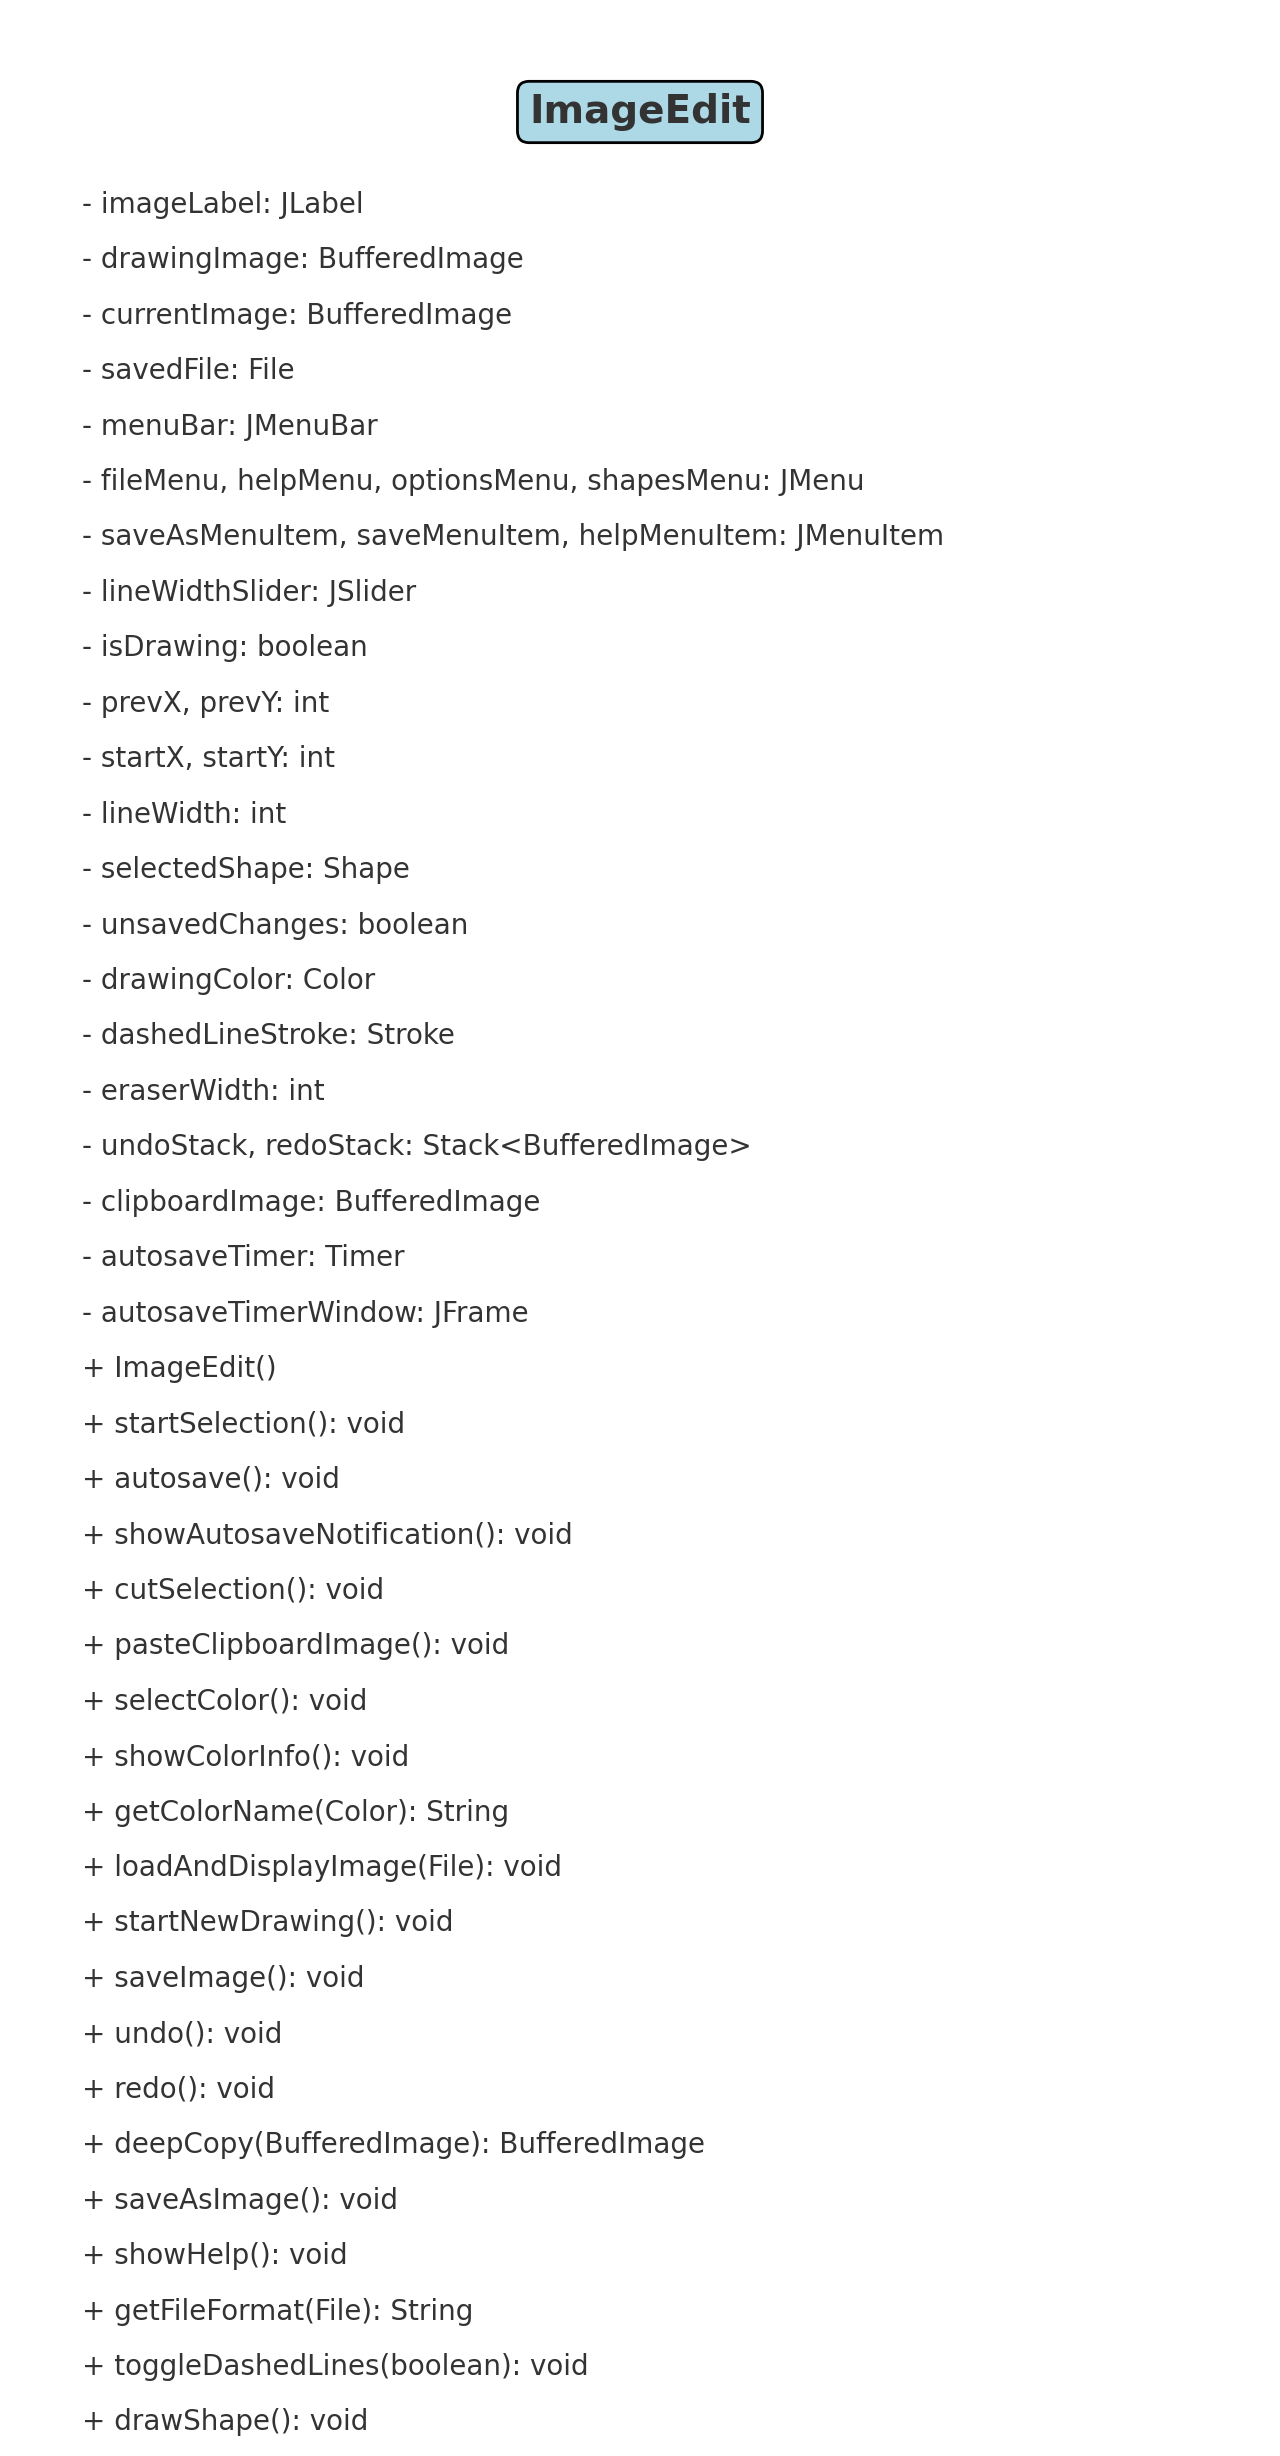 ImageEdit
- imageLabel: JLabel
- drawingImage: BufferedImage
- currentImage: BufferedImage
- savedFile: File
- menuBar: JMenuBar
- fileMenu, helpMenu, optionsMenu, shapesMenu: JMenu
- saveAsMenuItem, saveMenuItem, helpMenuItem: JMenuItem
- lineWidthSlider: JSlider
- isDrawing: boolean
- prevX, prevY: int
- startX, startY: int
- lineWidth: int
- selectedShape: Shape
- unsavedChanges: boolean
- drawingColor: Color
- dashedLineStroke: Stroke
- eraserWidth: int
- undoStack, redoStack: Stack<BufferedImage>
- clipboardImage: BufferedImage
- autosaveTimer: Timer
- autosaveTimerWindow: JFrame
+ ImageEdit()
+ startSelection(): void
+ autosave(): void
+ showAutosaveNotification(): void
+ cutSelection(): void
+ pasteClipboardImage(): void
+ selectColor(): void
+ showColorInfo(): void
+ getColorName(Color): String
+ loadAndDisplayImage(File): void
+ startNewDrawing(): void
+ saveImage(): void
+ undo(): void
+ redo(): void
+ deepCopy(BufferedImage): BufferedImage
+ saveAsImage(): void
+ showHelp(): void
+ getFileFormat(File): String
+ toggleDashedLines(boolean): void
+ drawShape(): void